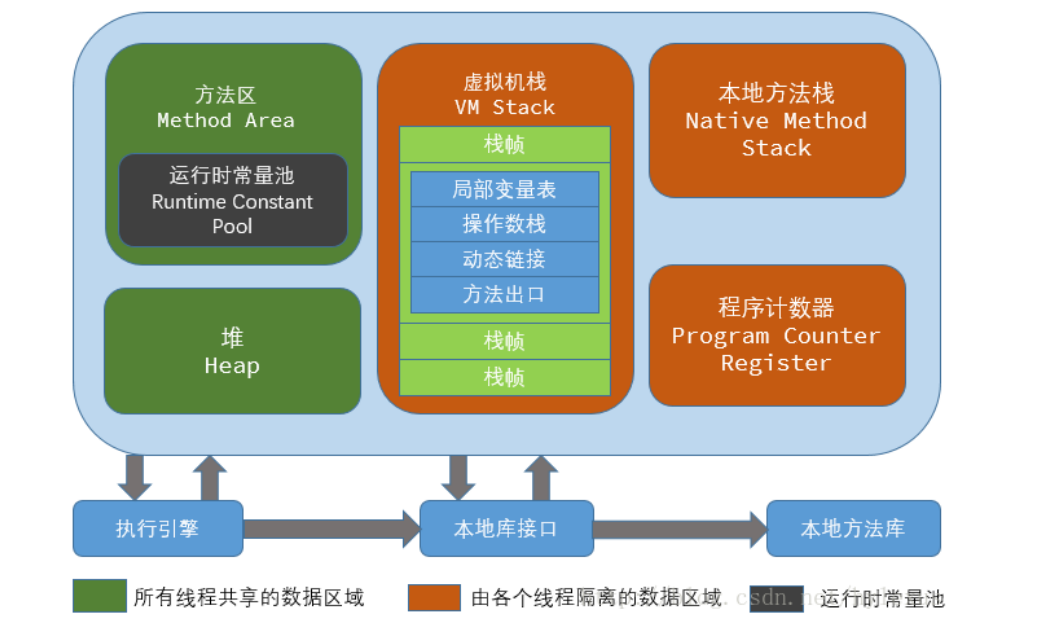 方法区
Method Area
运行时常量池
Runtime Constant
Pool
堆
Heap
虚拟机栈
VM Stack
栈帧
局部变量表
操作数栈
动态链接
方法出口
栈帧
栈帧
本地方法栈
Native Method
Stack
程序计数器
Program Counter
Register
执行引擎
本地库接口
本地方法库
所有线程共享的数据区域
由各个线程隔离的数据区域
运行时常量池